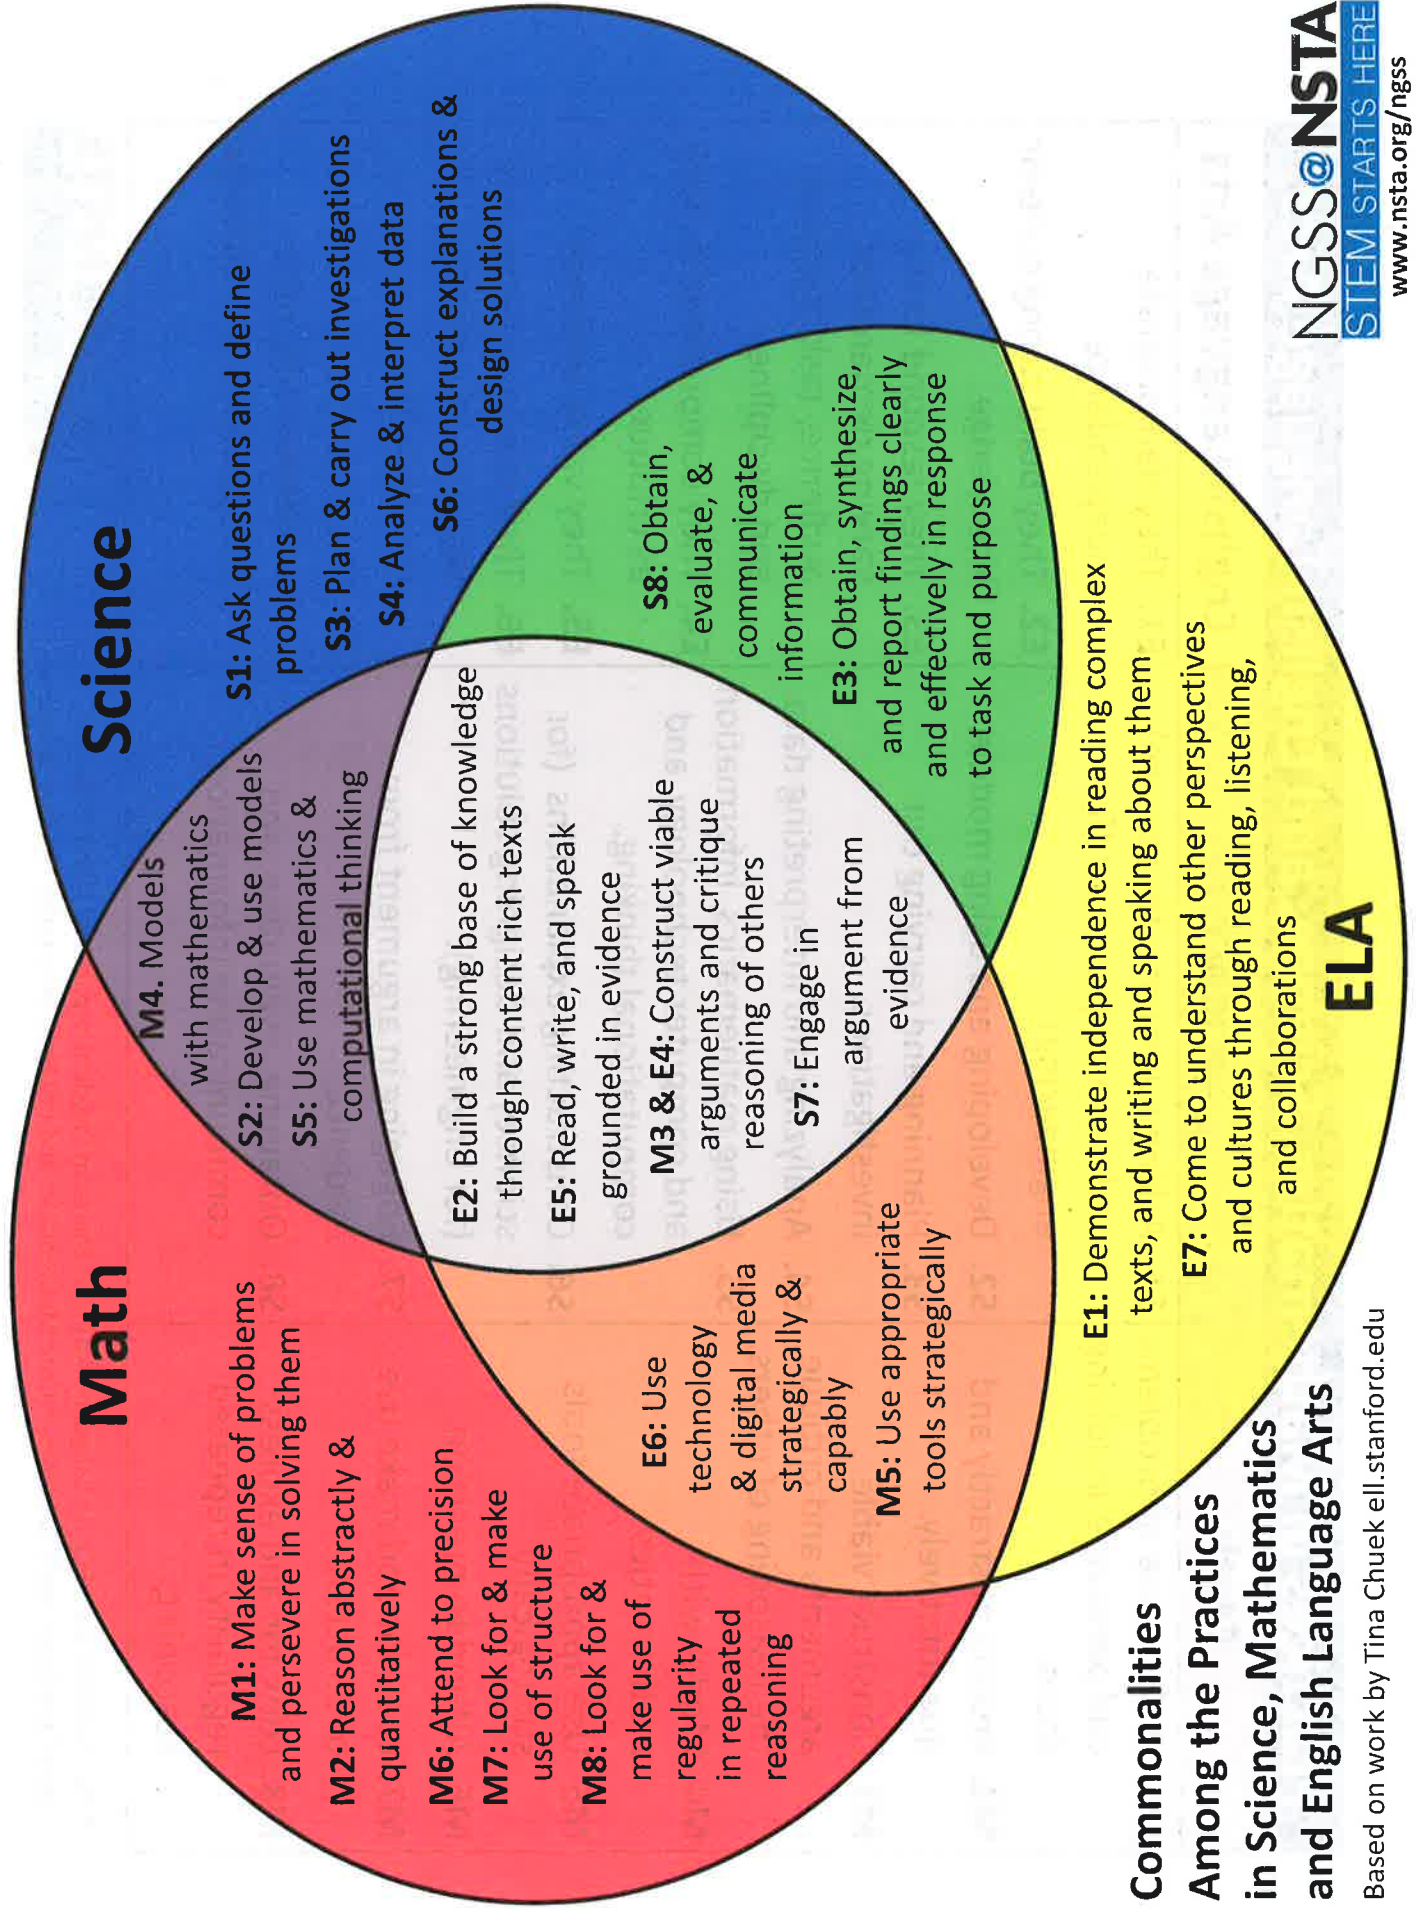 Math
M1: Make sense of problems
and persevere in solving them
M2: Reason abstractly &
quantitatively
M6: Attend to precision
M7: Look for & make
use of structure
M8: Look for &
make use of
regularity
in repeated
reasoning
Science
S1: Ask questions and define
problems
S3: Plan & carry out investigations
S4: Analyze & interpret data
S6: Construct explanations &
design solutions
M4. Models
with mathematics
S2: Develop & use models
S5: Use mathematics &
computational thinking
E2: Build a strong base of knowledge
through content rich texts
E5: Read, write, and speak
grounded in evidence
M3 & E4: Construct viable
arguments and critique
reasoning of others
S7: Engage in
argument from
evidence
E6: Use
technology
& digital media
strategically &
capably
M5: Use appropriate
tools strategically
S8: Obtain,
evaluate, &
communicate
information
E3: Obtain, synthesize,
and report findings clearly
and effectively in response
to task and purpose
E1: Demonstrate independence in reading complex
texts, and writing and speaking about them
E7: Come to understand other perspectives
and cultures through reading, listening,
and collaborations
ELA
Commonalities
Among the Practices
in Science, Mathematics
and English Language Arts
Based on work by Tina Chuek ell.stanford.edu
NGSS@NSTA
STEM STARTS HERE
www.nsta.org/ngss